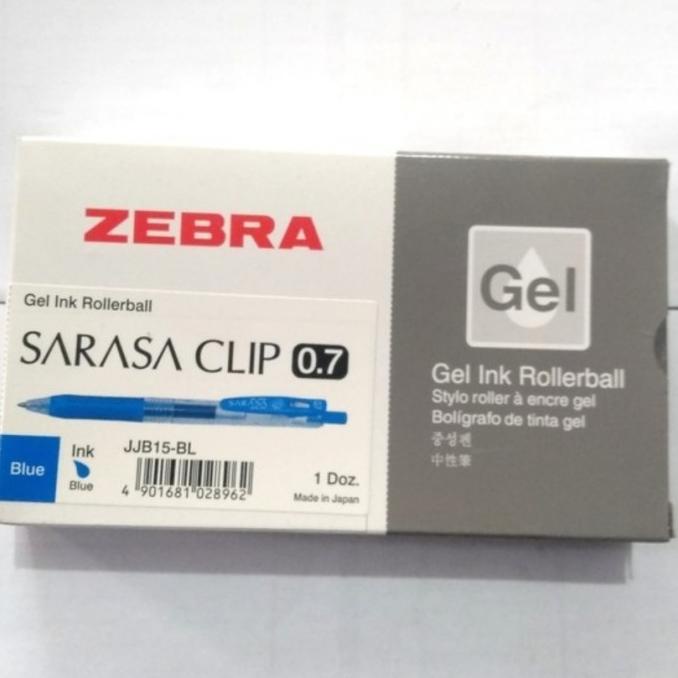 ZEBRA
Gel Ink Rollerball
SARASA CLIP 0.7
SARASA
Blue
Ink
Blue
JJB15-BL
4 901681 028962
1 Doz.
Made in Japan
Gel
Gel Ink Rollerball
Stylo roller à encre gel
Bolígrafo de tinta gel
중성펜
中性筆